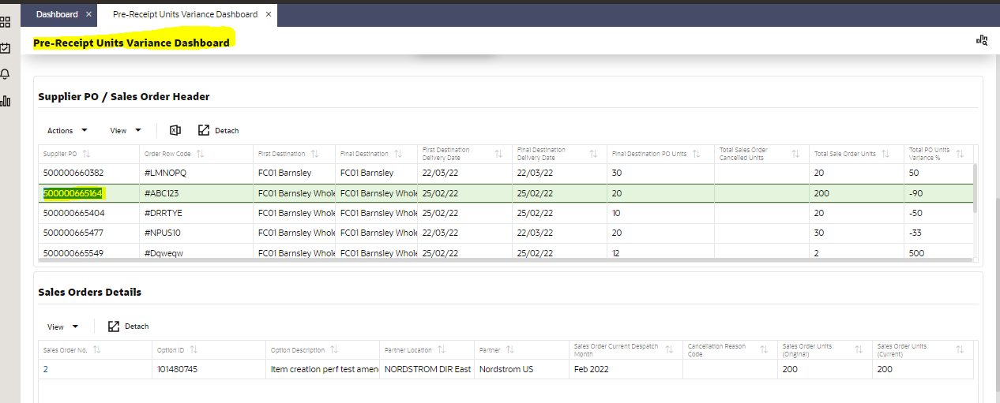 Dashboard × Pre-Receipt Units Variance Dashboard ×
Pre-Receipt Units Variance Dashboard
Supplier PO / Sales Order Header
Actions View Detach
Supplier PO Order Row Code First Destination Final Destination First Destination Delivery Date Final Destination Delivery Date Final Destination PO Units Total Sales Order Cancelled Units Total Sale Order Units Total PO Units Variance %
500000660382 #LMNOPQ FC01 Barnsley FC01 Barnsley 22/03/22 22/03/22 30 20 50
500000665164 #ABC123 FC01 Barnsley Whole FC01 Barnsley Whole 25/02/22 25/02/22 20 200 -90
500000665404 #DRRTYE FC01 Barnsley Whole FC01 Barnsley Whole 25/02/22 25/02/22 10 20 -50
500000665477 #NPUS10 FC01 Barnsley Whole FC01 Barnsley Whole 22/03/22 22/03/22 20 30 -33
500000665549 #Dqweqw FC01 Barnsley Whole FC01 Barnsley Whole 25/02/22 25/02/22 12 2 500
Sales Orders Details
View Detach
Sales Order No. Option ID Option Description Partner Location Partner Sales Order Current Despatch Month Cancellation Reason Code Sales Order Units (Original) Sales Order Units (Current)
2 101480745 Item creation perf test amen NORDSTROM DIR East Nordstrom US Feb 2022 200 200